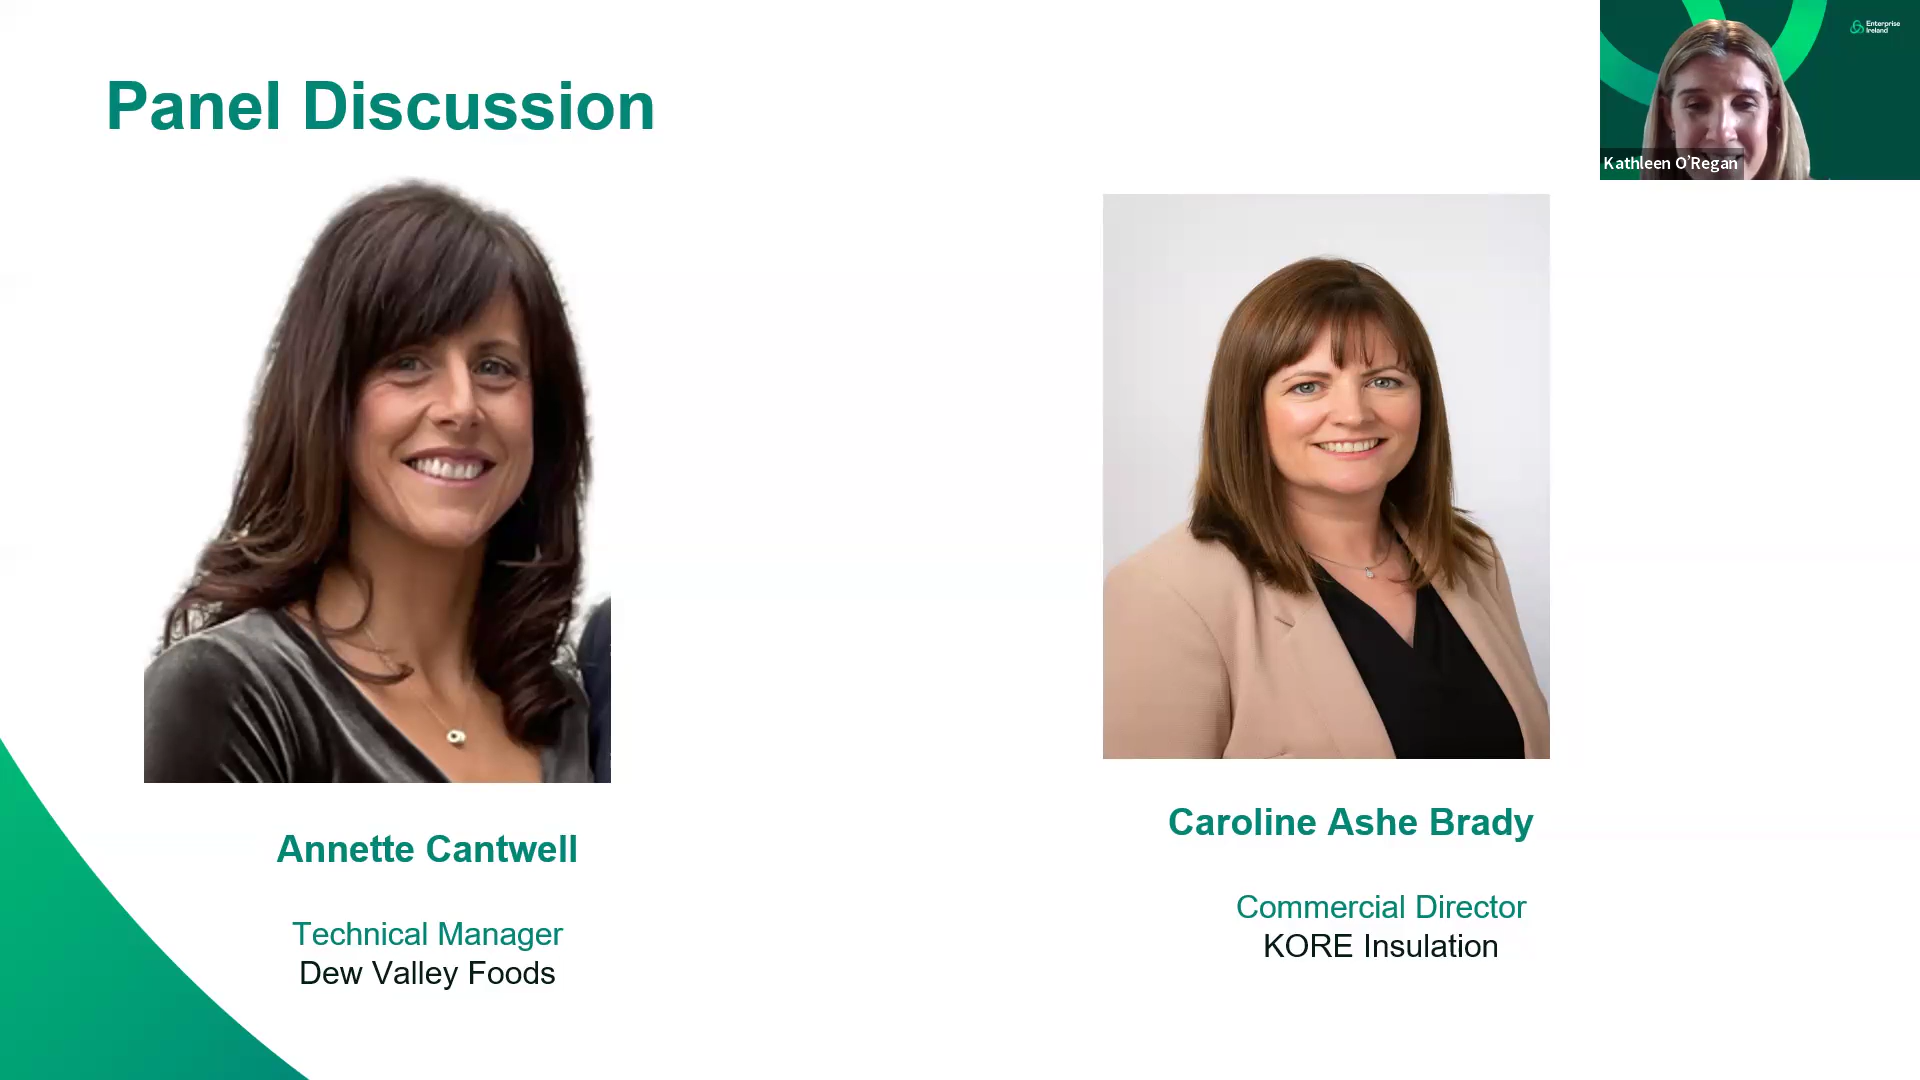 Panel Discussion
Enterprise
Ireland
Kathleen O’Regan
Annette Cantwell
Technical Manager
Dew Valley Foods
Caroline Ashe Brady
Commercial Director
KORE Insulation